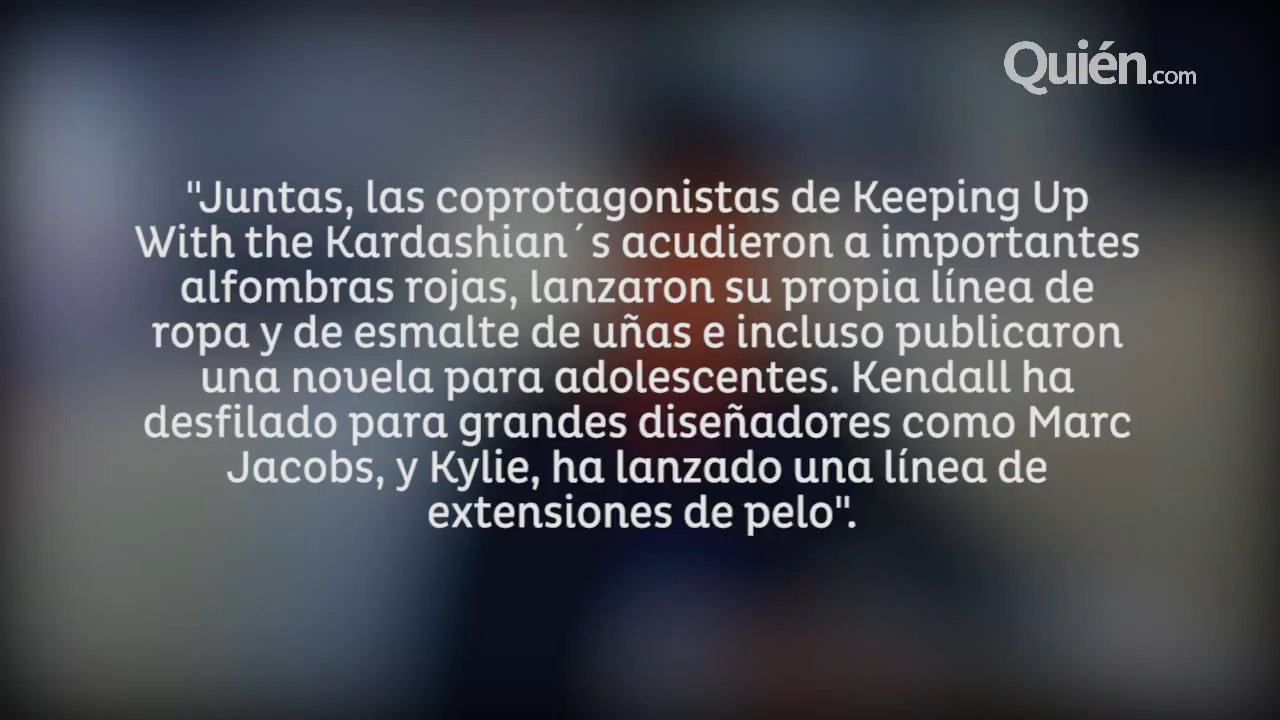 Quién.com
"Juntas, las coprotagonistas de Keeping Up
With the Kardashian´s acudieron a importantes
alfombras rojas, lanzaron su propia línea de
ropa y de esmalte de uñas e incluso publicaron
una novela para adolescentes. Kendall ha
desfilado para grandes diseñadores como Marc
Jacobs, y Kylie, ha lanzado una línea de
extensiones de pelo".